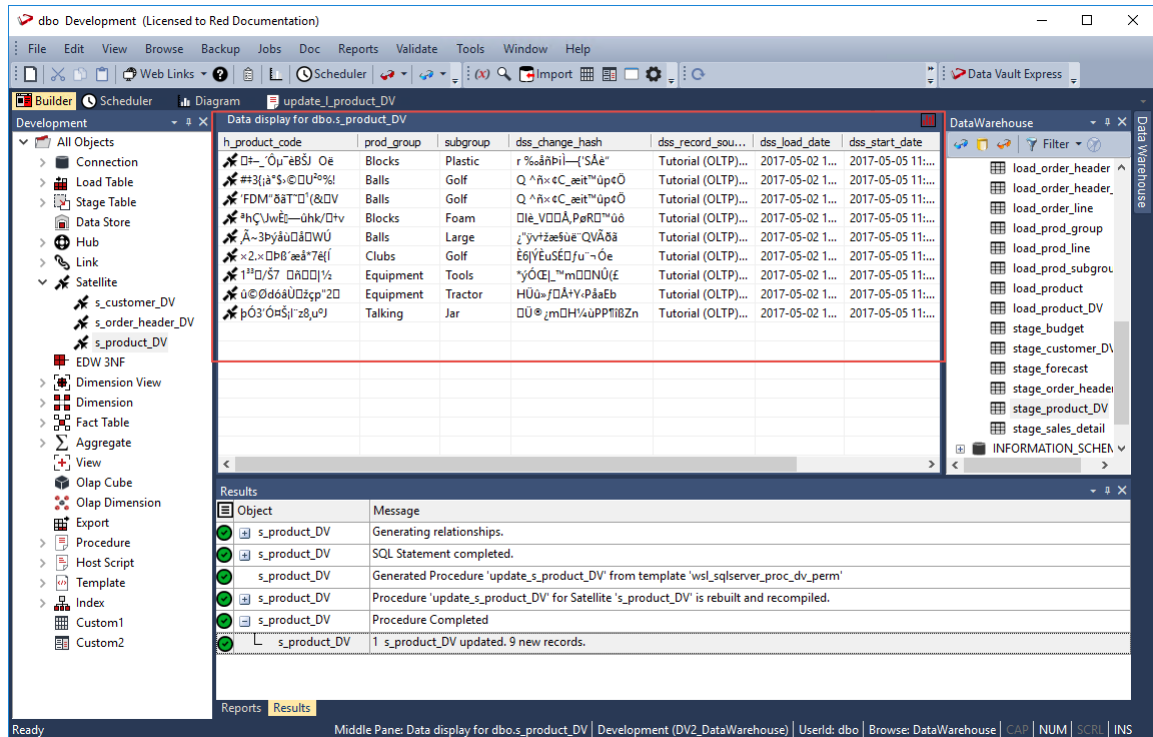 dbo Development (Licensed to Red Documentation)
File Edit View Browse Backup Jobs Doc Reports Validate Tools Window Help
Web Links Scheduler (x) Import Data Vault Express
Builder Scheduler Diagram update_l_product_DV
Development
All Objects
Connection
Load Table
Stage Table
Data Store
Hub
Link
Satellite
s_customer_DV
s_order_header_DV
s_product_DV
EDW 3NF
Dimension View
Dimension
Fact Table
Aggregate
View
Olap Cube
Olap Dimension
Export
Procedure
Host Script
Template
Index
Custom1
Custom2
Data display for dbo.s_product_DV
h_product_code prod_group subgroup dss_change_hash dss_record_sou... dss_load_date dss_start_date
Blocks Plastic Tutorial (OLTP)... 2017-05-02 1... 2017-05-05 11:...
Balls Golf Tutorial (OLTP)... 2017-05-02 1... 2017-05-05 11:...
Balls Golf Tutorial (OLTP)... 2017-05-02 1... 2017-05-05 11:...
Blocks Foam Tutorial (OLTP)... 2017-05-02 1... 2017-05-05 11:...
Balls Large Tutorial (OLTP)... 2017-05-02 1... 2017-05-05 11:...
Clubs Golf Tutorial (OLTP)... 2017-05-02 1... 2017-05-05 11:...
Equipment Tools Tutorial (OLTP)... 2017-05-02 1... 2017-05-05 11:...
Equipment Tractor Tutorial (OLTP)... 2017-05-02 1... 2017-05-05 11:...
Talking Jar Tutorial (OLTP)... 2017-05-02 1... 2017-05-05 11:...
DataWarehouse
Filter
load_order_header
load_order_header_
load_order_line
load_prod_group
load_prod_line
load_prod_subgrou
load_product
load_product_DV
stage_budget
stage_customer_DV
stage_forecast
stage_order_header
stage_product_DV
stage_sales_detail
INFORMATION_SCHEM
Data Warehouse
Results
Object Message
s_product_DV Generating relationships.
s_product_DV SQL Statement completed.
s_product_DV Generated Procedure 'update_s_product_DV' from template 'wsl_sqlserver_proc_dv_perm'
s_product_DV Procedure 'update_s_product_DV' for Satellite 's_product_DV' is rebuilt and recompiled.
s_product_DV Procedure Completed
s_product_DV 1 s_product_DV updated. 9 new records.
Reports Results
Ready Middle Pane: Data display for dbo.s_product_DV Development (DV2_DataWarehouse) UserId: dbo Browse: DataWarehouse CAP NUM SCRL INS